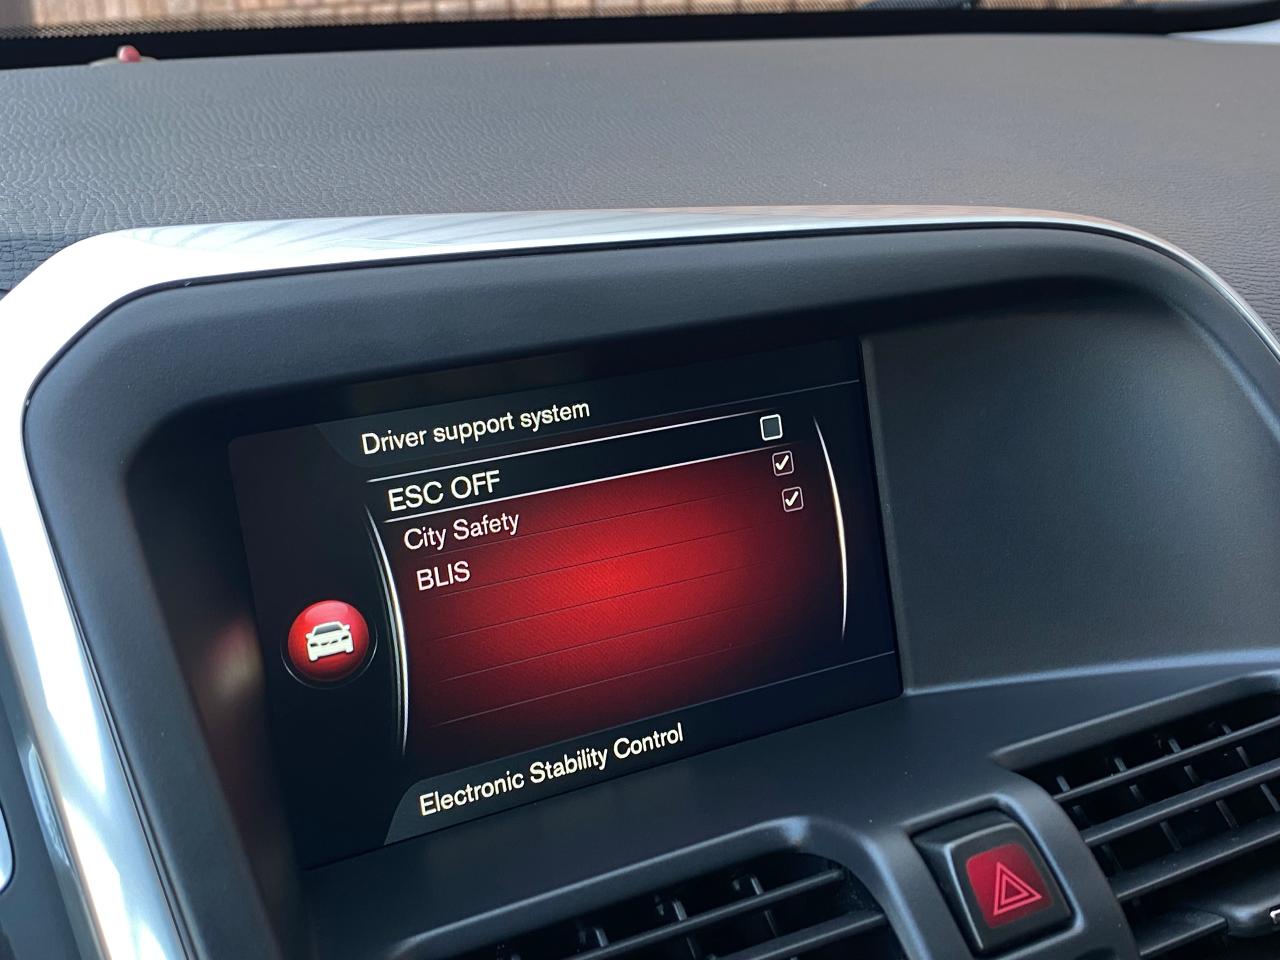 Driver support system
ESC OFF
City Safety
BLIS
Electronic Stability Control